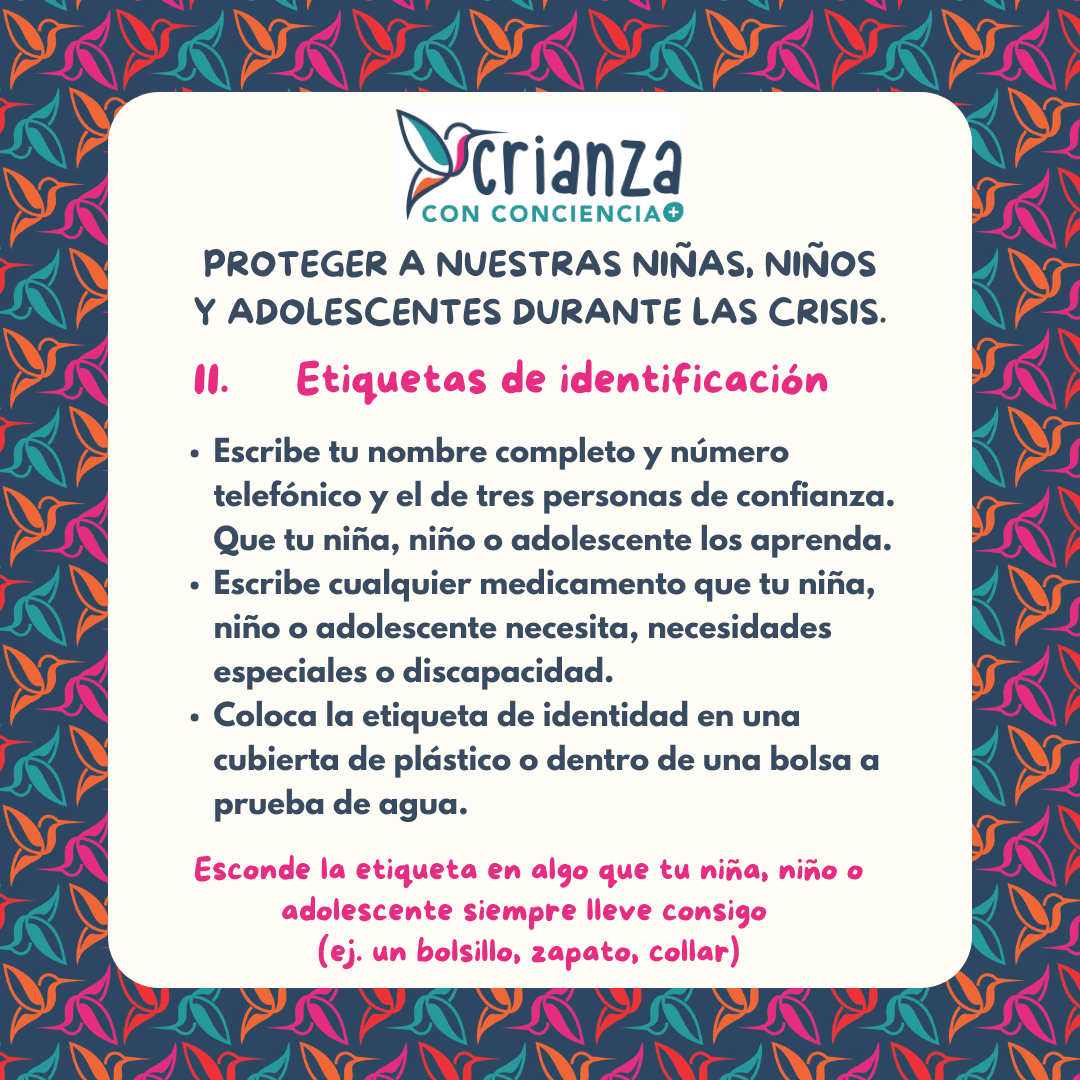 crianza
CON CONCIENCIA+
PROTEGER A NUESTRAS NIÑAS, NIÑOS
Y ADOLESCENTES DURANTE LAS CRISIS.
II. Etiquetas de identificación
• Escribe tu nombre completo y número
telefónico y el de tres personas de confianza.
Que tu niña, niño o adolescente los aprenda.
• Escribe cualquier medicamento que tu niña,
niño o adolescente necesita, necesidades
especiales o discapacidad.
• Coloca la etiqueta de identidad en una
cubierta de plástico o dentro de una bolsa a
prueba de agua.
Esconde la etiqueta en algo que tu niña, niño o
adolescente siempre lleve consigo
(ej. un bolsillo, zapato, collar)